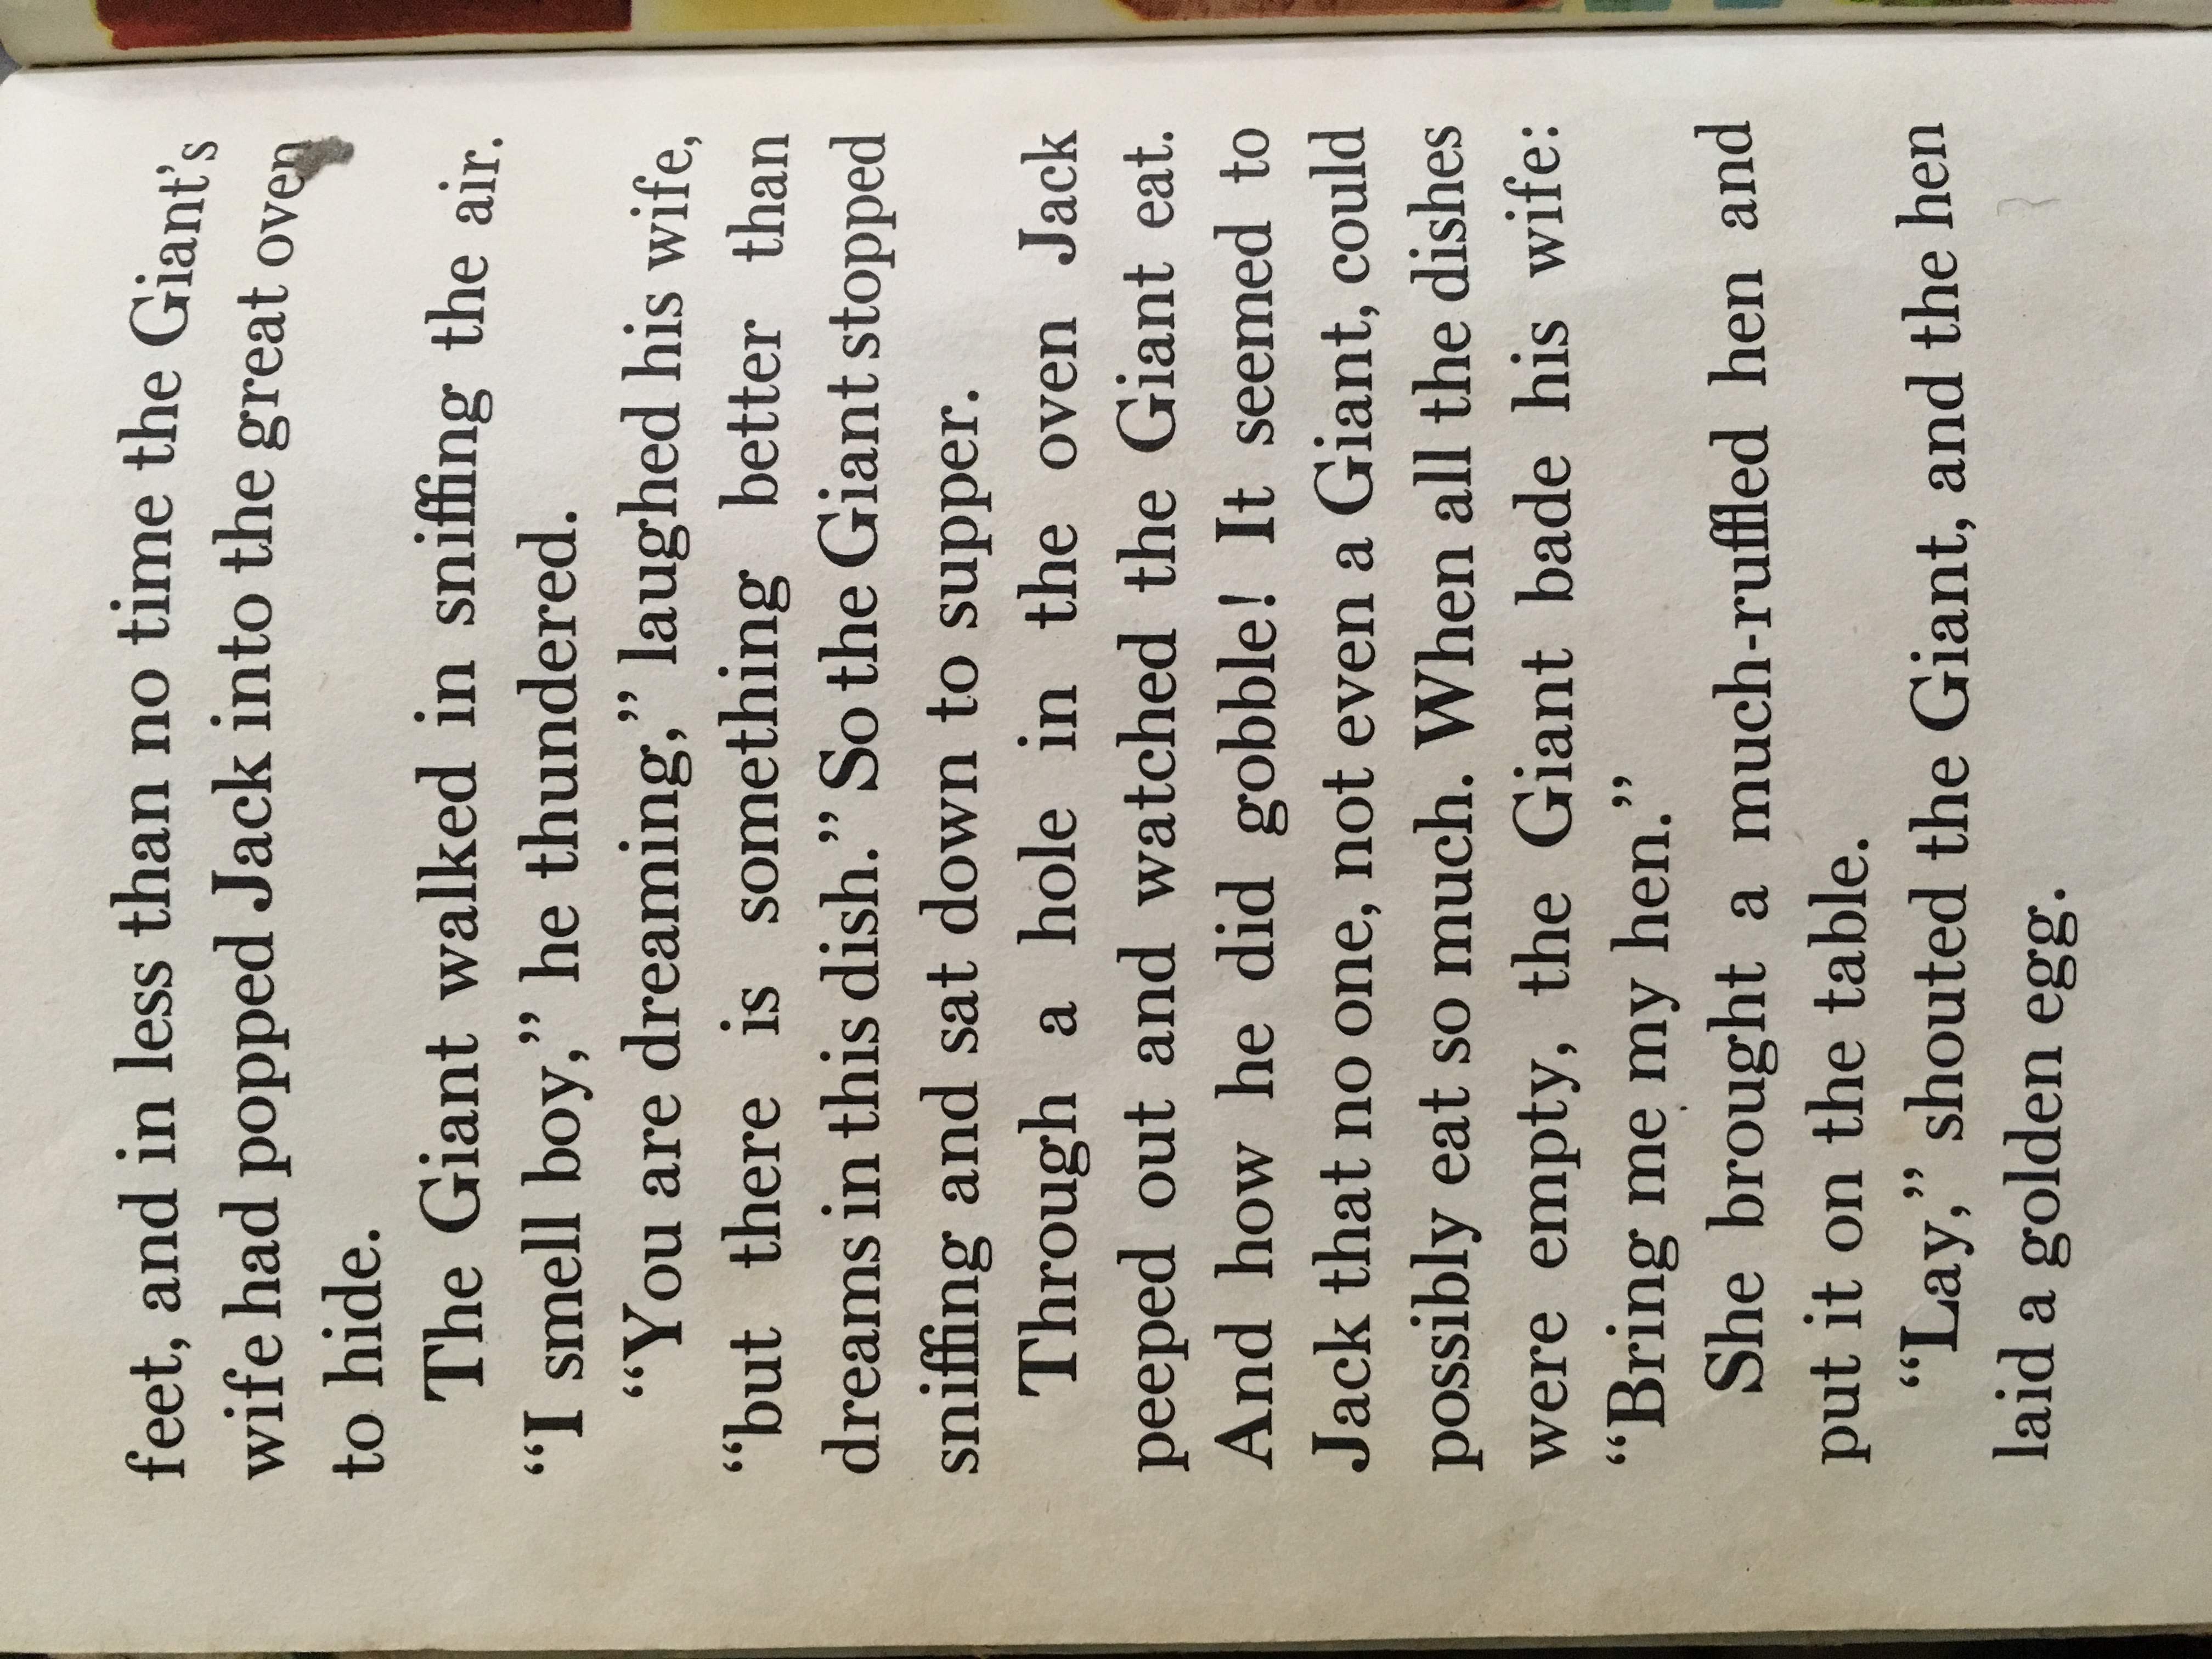 feet, and in less than no time the Giant’s
wife had popped Jack into the great oven
to hide.
The Giant walked in sniffing the air.
“I smell boy,” he thundered.
“You are dreaming,” laughed his wife,
“but there is something better than
dreams in this dish.” So the Giant stopped
sniffing and sat down to supper.
Through a hole in the oven Jack
peeped out and watched the Giant eat.
And how he did gobble! It seemed to
Jack that no one, not even a Giant, could
possibly eat so much. When all the dishes
were empty, the Giant bade his wife:
“Bring me my hen.”
She brought a much-ruffled hen and
put it on the table.
“Lay,” shouted the Giant, and the hen
laid a golden egg.